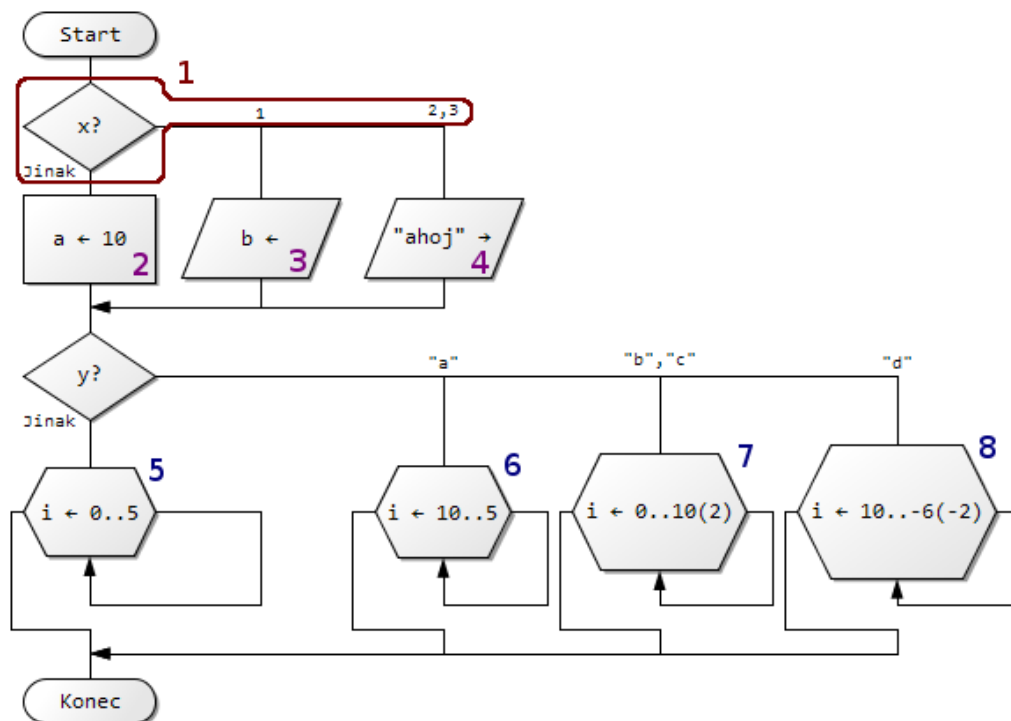 Start
1
x?
1
2,3
Jinak
a ← 10
2
b ←
3
"ahoj" →
4
y?
"a"
"b","c"
"d"
Jinak
5
6
7
8
i ← 0..5
i ← 10..5
i ← 0..10(2)
i ← 10..-6(-2)
Konec